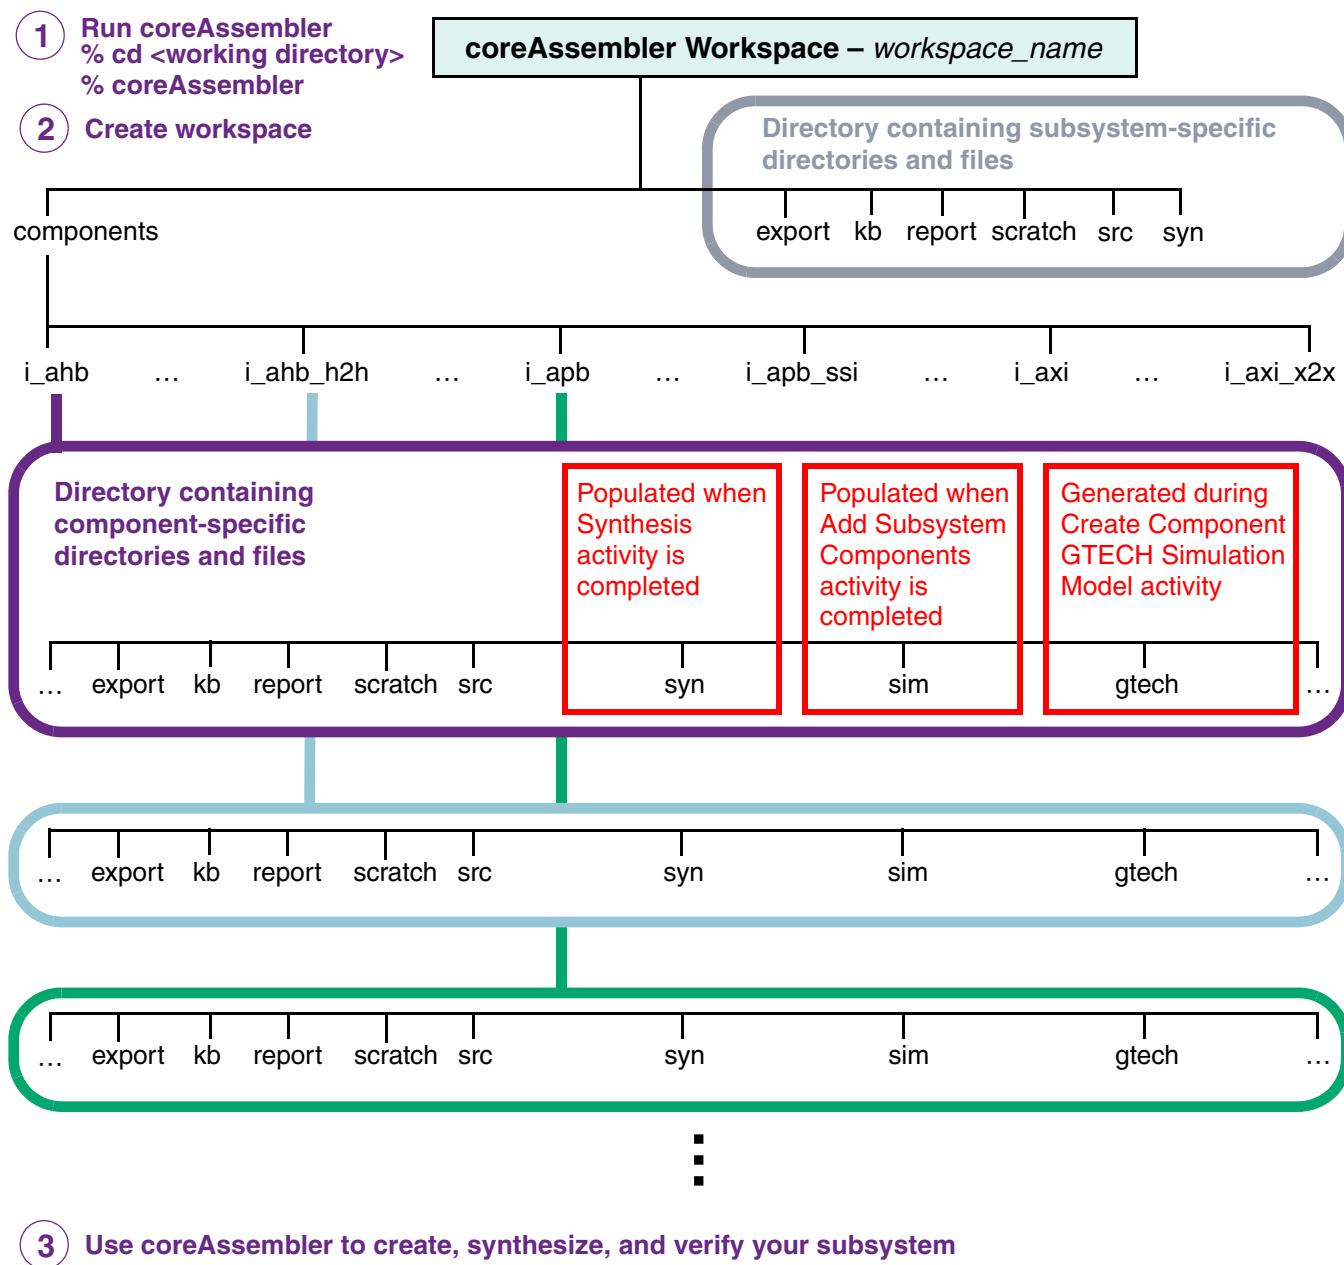 1 Run coreAssembler
% cd <working directory>
% coreAssembler
coreAssembler Workspace – workspace_name
2 Create workspace
Directory containing subsystem-specific
directories and files
components
export kb report scratch src syn
i_ahb … i_ahb_h2h … i_apb … i_apb_ssi … i_axi … i_axi_x2x
Directory containing
component-specific
directories and files
Populated when
Synthesis
activity is
completed
Populated when
Add Subsystem
Components
activity is
completed
Generated during
Create Component
GTECH Simulation
Model activity
… export kb report scratch src syn sim gtech …
… export kb report scratch src syn sim gtech …
… export kb report scratch src syn sim gtech …
⋮
3 Use coreAssembler to create, synthesize, and verify your subsystem